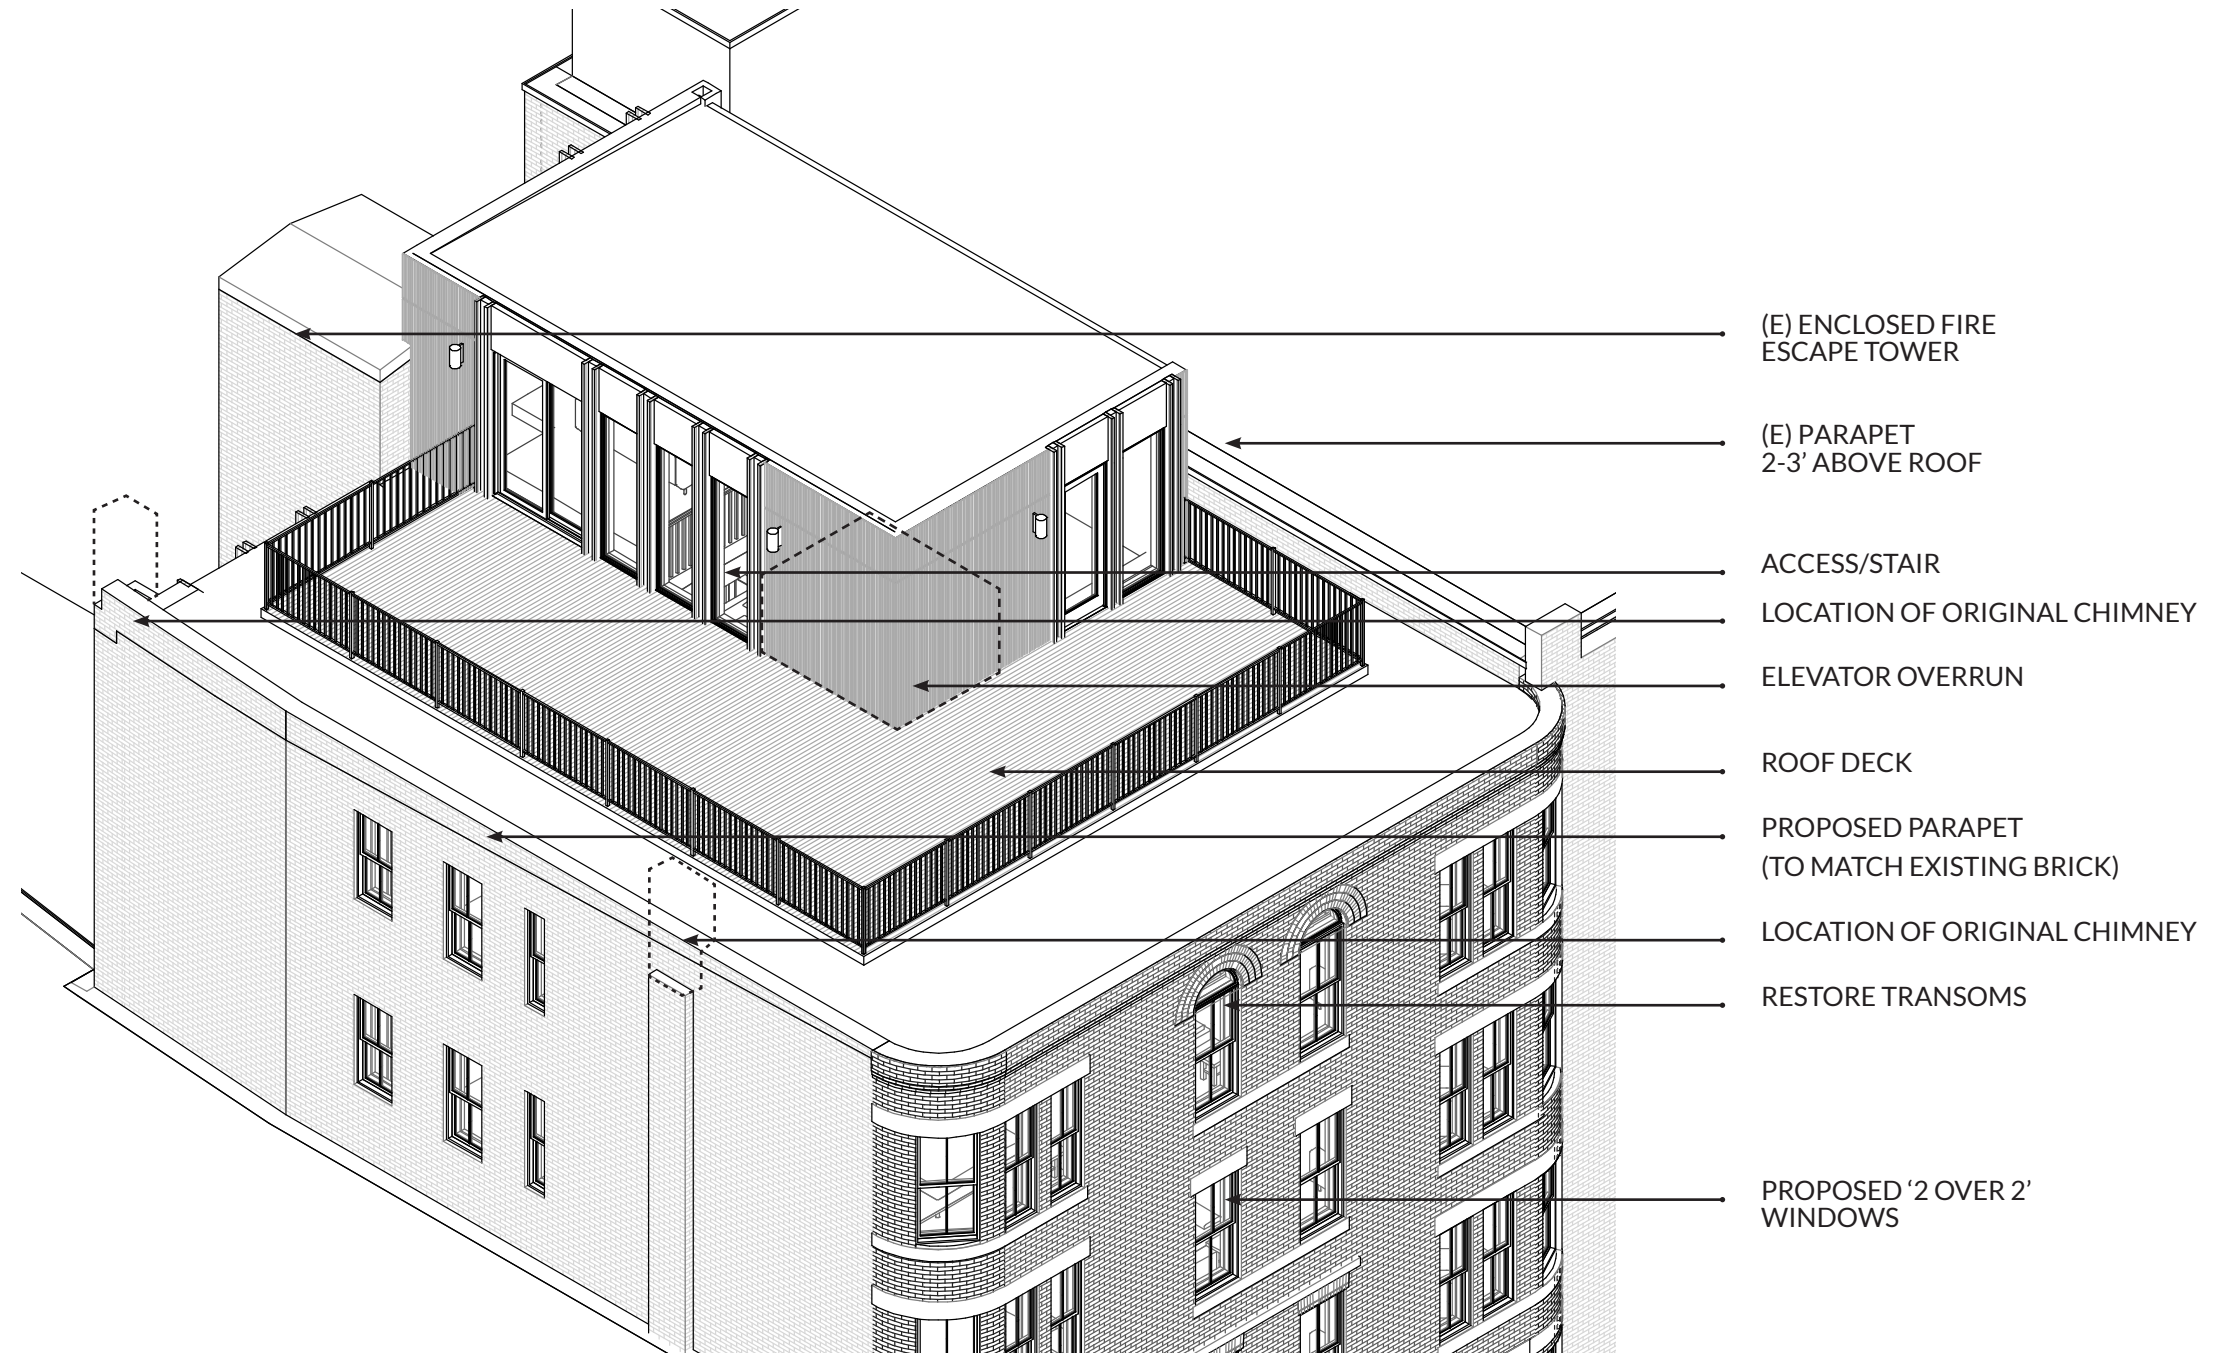 (E) ENCLOSED FIRE
ESCAPE TOWER
(E) PARAPET
2-3’ ABOVE ROOF
ACCESS/STAIR
LOCATION OF ORIGINAL CHIMNEY
ELEVATOR OVERRUN
ROOF DECK
PROPOSED PARAPET
(TO MATCH EXISTING BRICK)
LOCATION OF ORIGINAL CHIMNEY
RESTORE TRANSOMS
PROPOSED ‘2 OVER 2’
WINDOWS